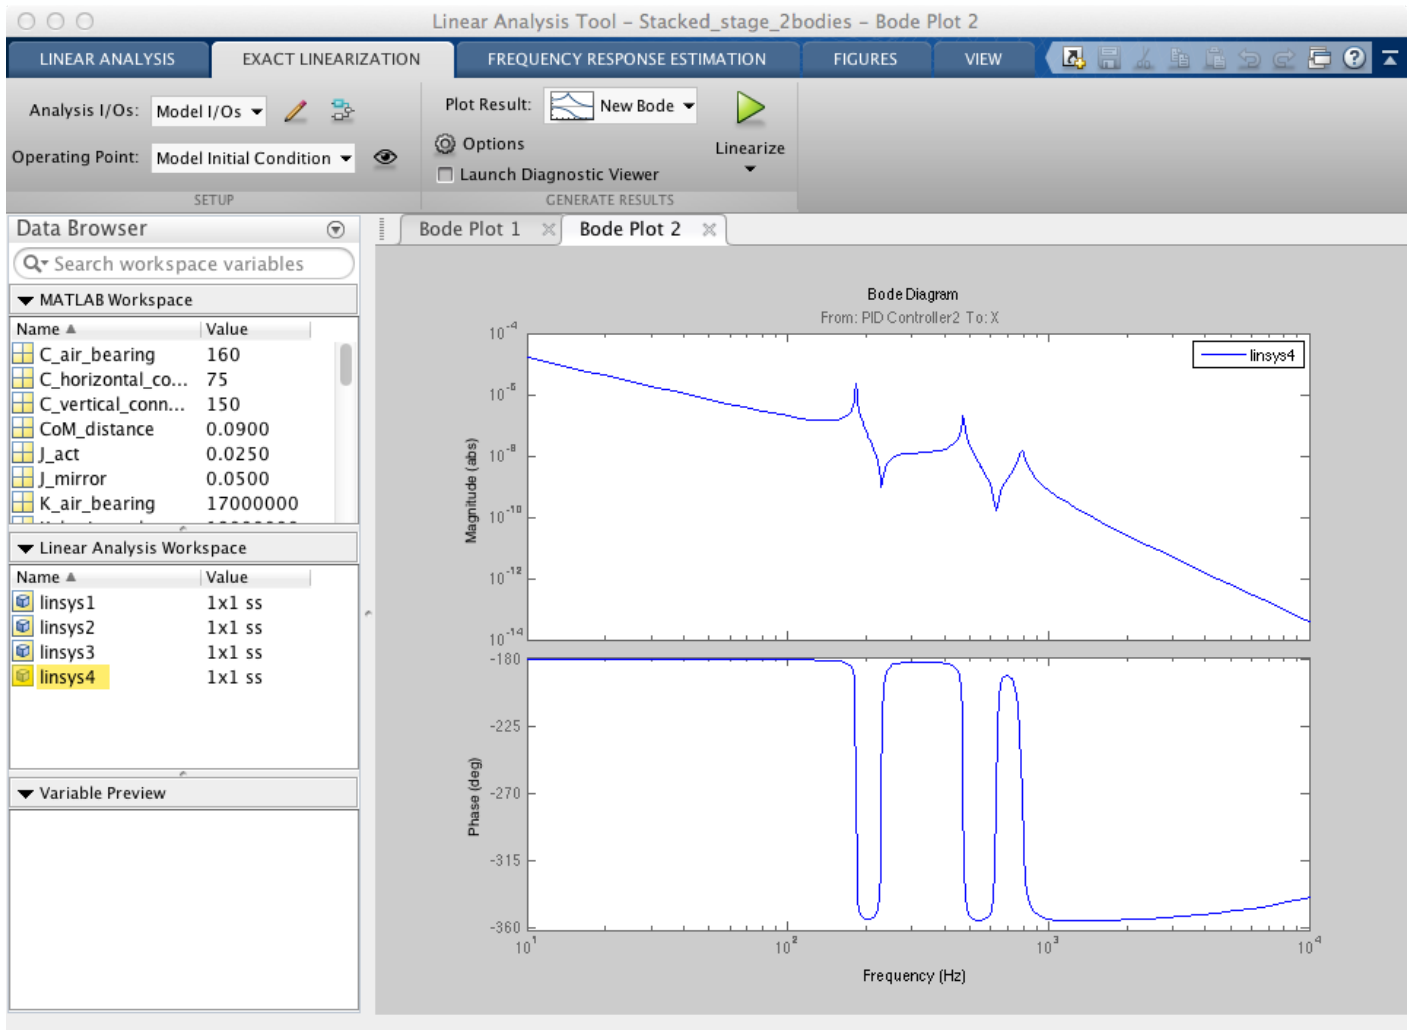 Linear Analysis Tool - Stacked_stage_2bodies - Bode Plot 2
LINEAR ANALYSIS EXACT LINEARIZATION FREQUENCY RESPONSE ESTIMATION FIGURES VIEW
Analysis I/Os: Model I/Os
Operating Point: Model Initial Condition
SETUP
Plot Result: New Bode
Options
Launch Diagnostic Viewer
Linearize
GENERATE RESULTS
Data Browser
Search workspace variables
MATLAB Workspace
Name Value
C_air_bearing 160
C_horizontal_co... 75
C_vertical_conn... 150
CoM_distance 0.0900
J_act 0.0250
J_mirror 0.0500
K_air_bearing 17000000
Linear Analysis Workspace
Name Value
linsys1 1x1 ss
linsys2 1x1 ss
linsys3 1x1 ss
linsys4 1x1 ss
Variable Preview
Bode Plot 1 Bode Plot 2
Bode Diagram
From: PID Controller2 To: X
linsys4
Magnitude (abs)
10^-4
10^-6
10^-8
10^-10
10^-12
10^-14
Phase (deg)
-180
-225
-270
-315
-360
10^1 10^2 10^3 10^4
Frequency (Hz)